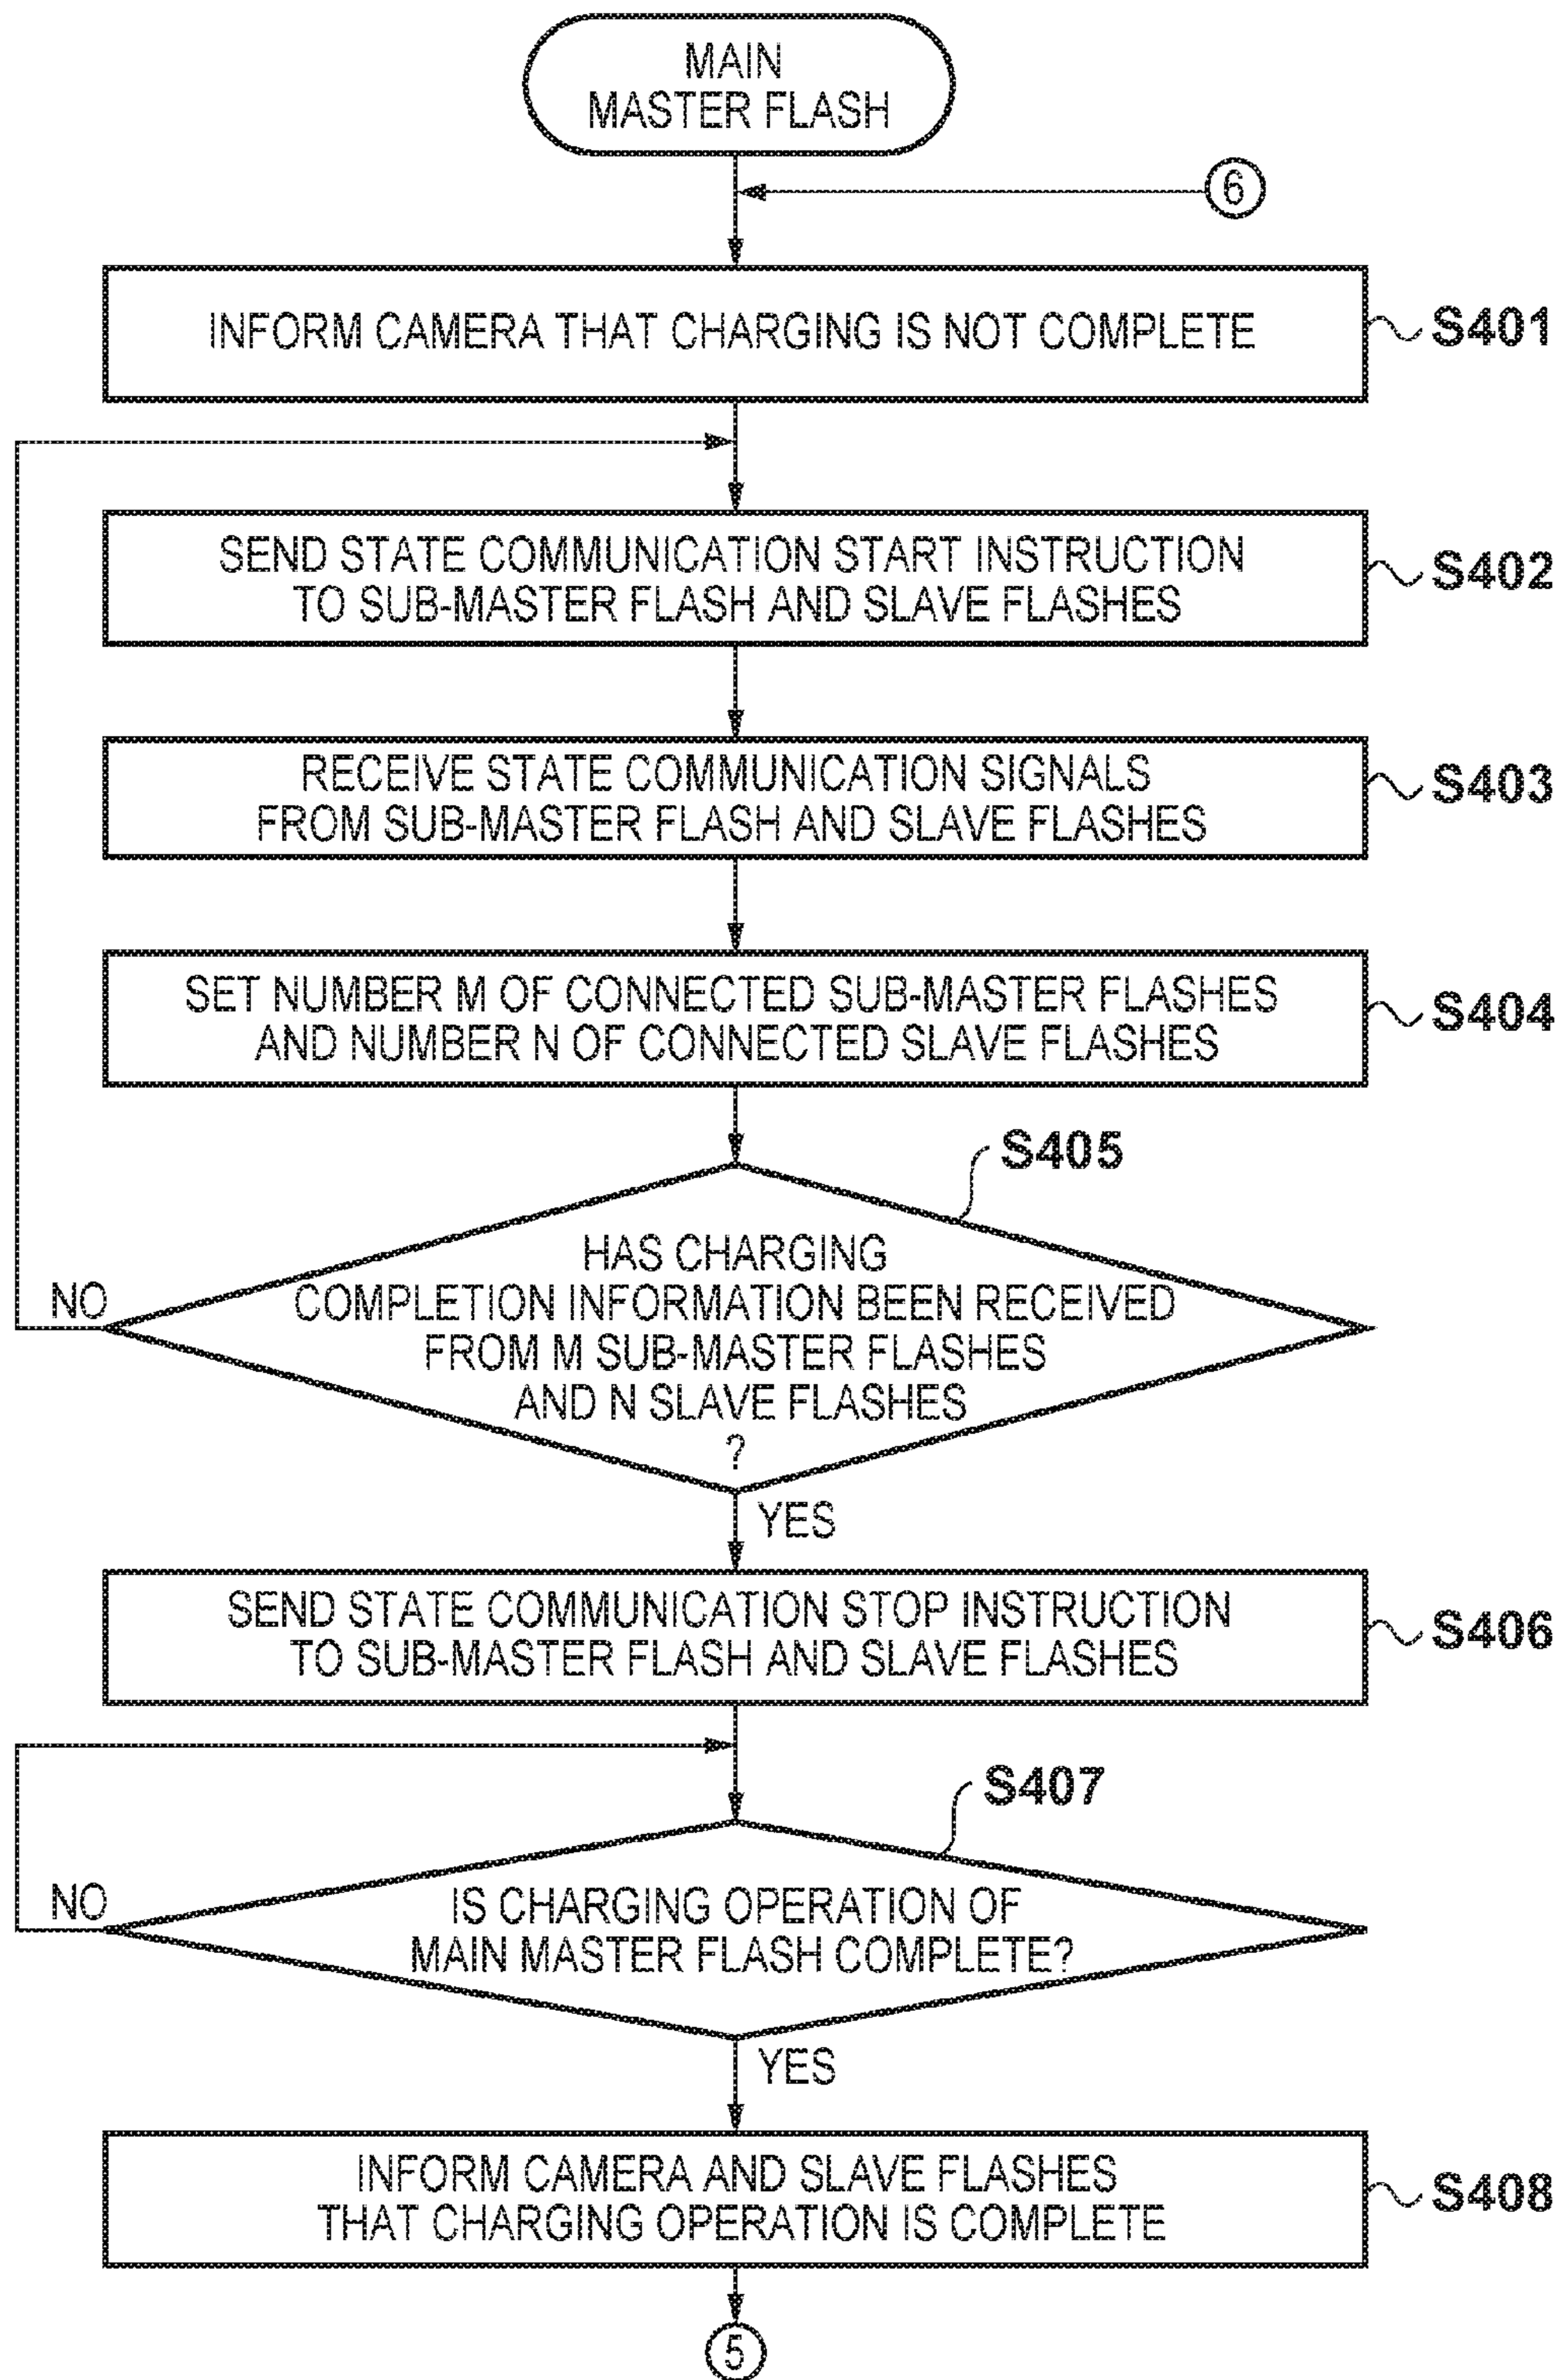 MAIN
MASTER FLASH
6
INFORM CAMERA THAT CHARGING IS NOT COMPLETE
S401
SEND STATE COMMUNICATION START INSTRUCTION
TO SUB-MASTER FLASH AND SLAVE FLASHES
S402
RECEIVE STATE COMMUNICATION SIGNALS
FROM SUB-MASTER FLASH AND SLAVE FLASHES
S403
SET NUMBER M OF CONNECTED SUB-MASTER FLASHES
AND NUMBER N OF CONNECTED SLAVE FLASHES
S404
S405
HAS CHARGING
COMPLETION INFORMATION BEEN RECEIVED
FROM M SUB-MASTER FLASHES
AND N SLAVE FLASHES
?
NO
YES
SEND STATE COMMUNICATION STOP INSTRUCTION
TO SUB-MASTER FLASH AND SLAVE FLASHES
S406
S407
IS CHARGING OPERATION OF
MAIN MASTER FLASH COMPLETE?
NO
YES
INFORM CAMERA AND SLAVE FLASHES
THAT CHARGING OPERATION IS COMPLETE
S408
5